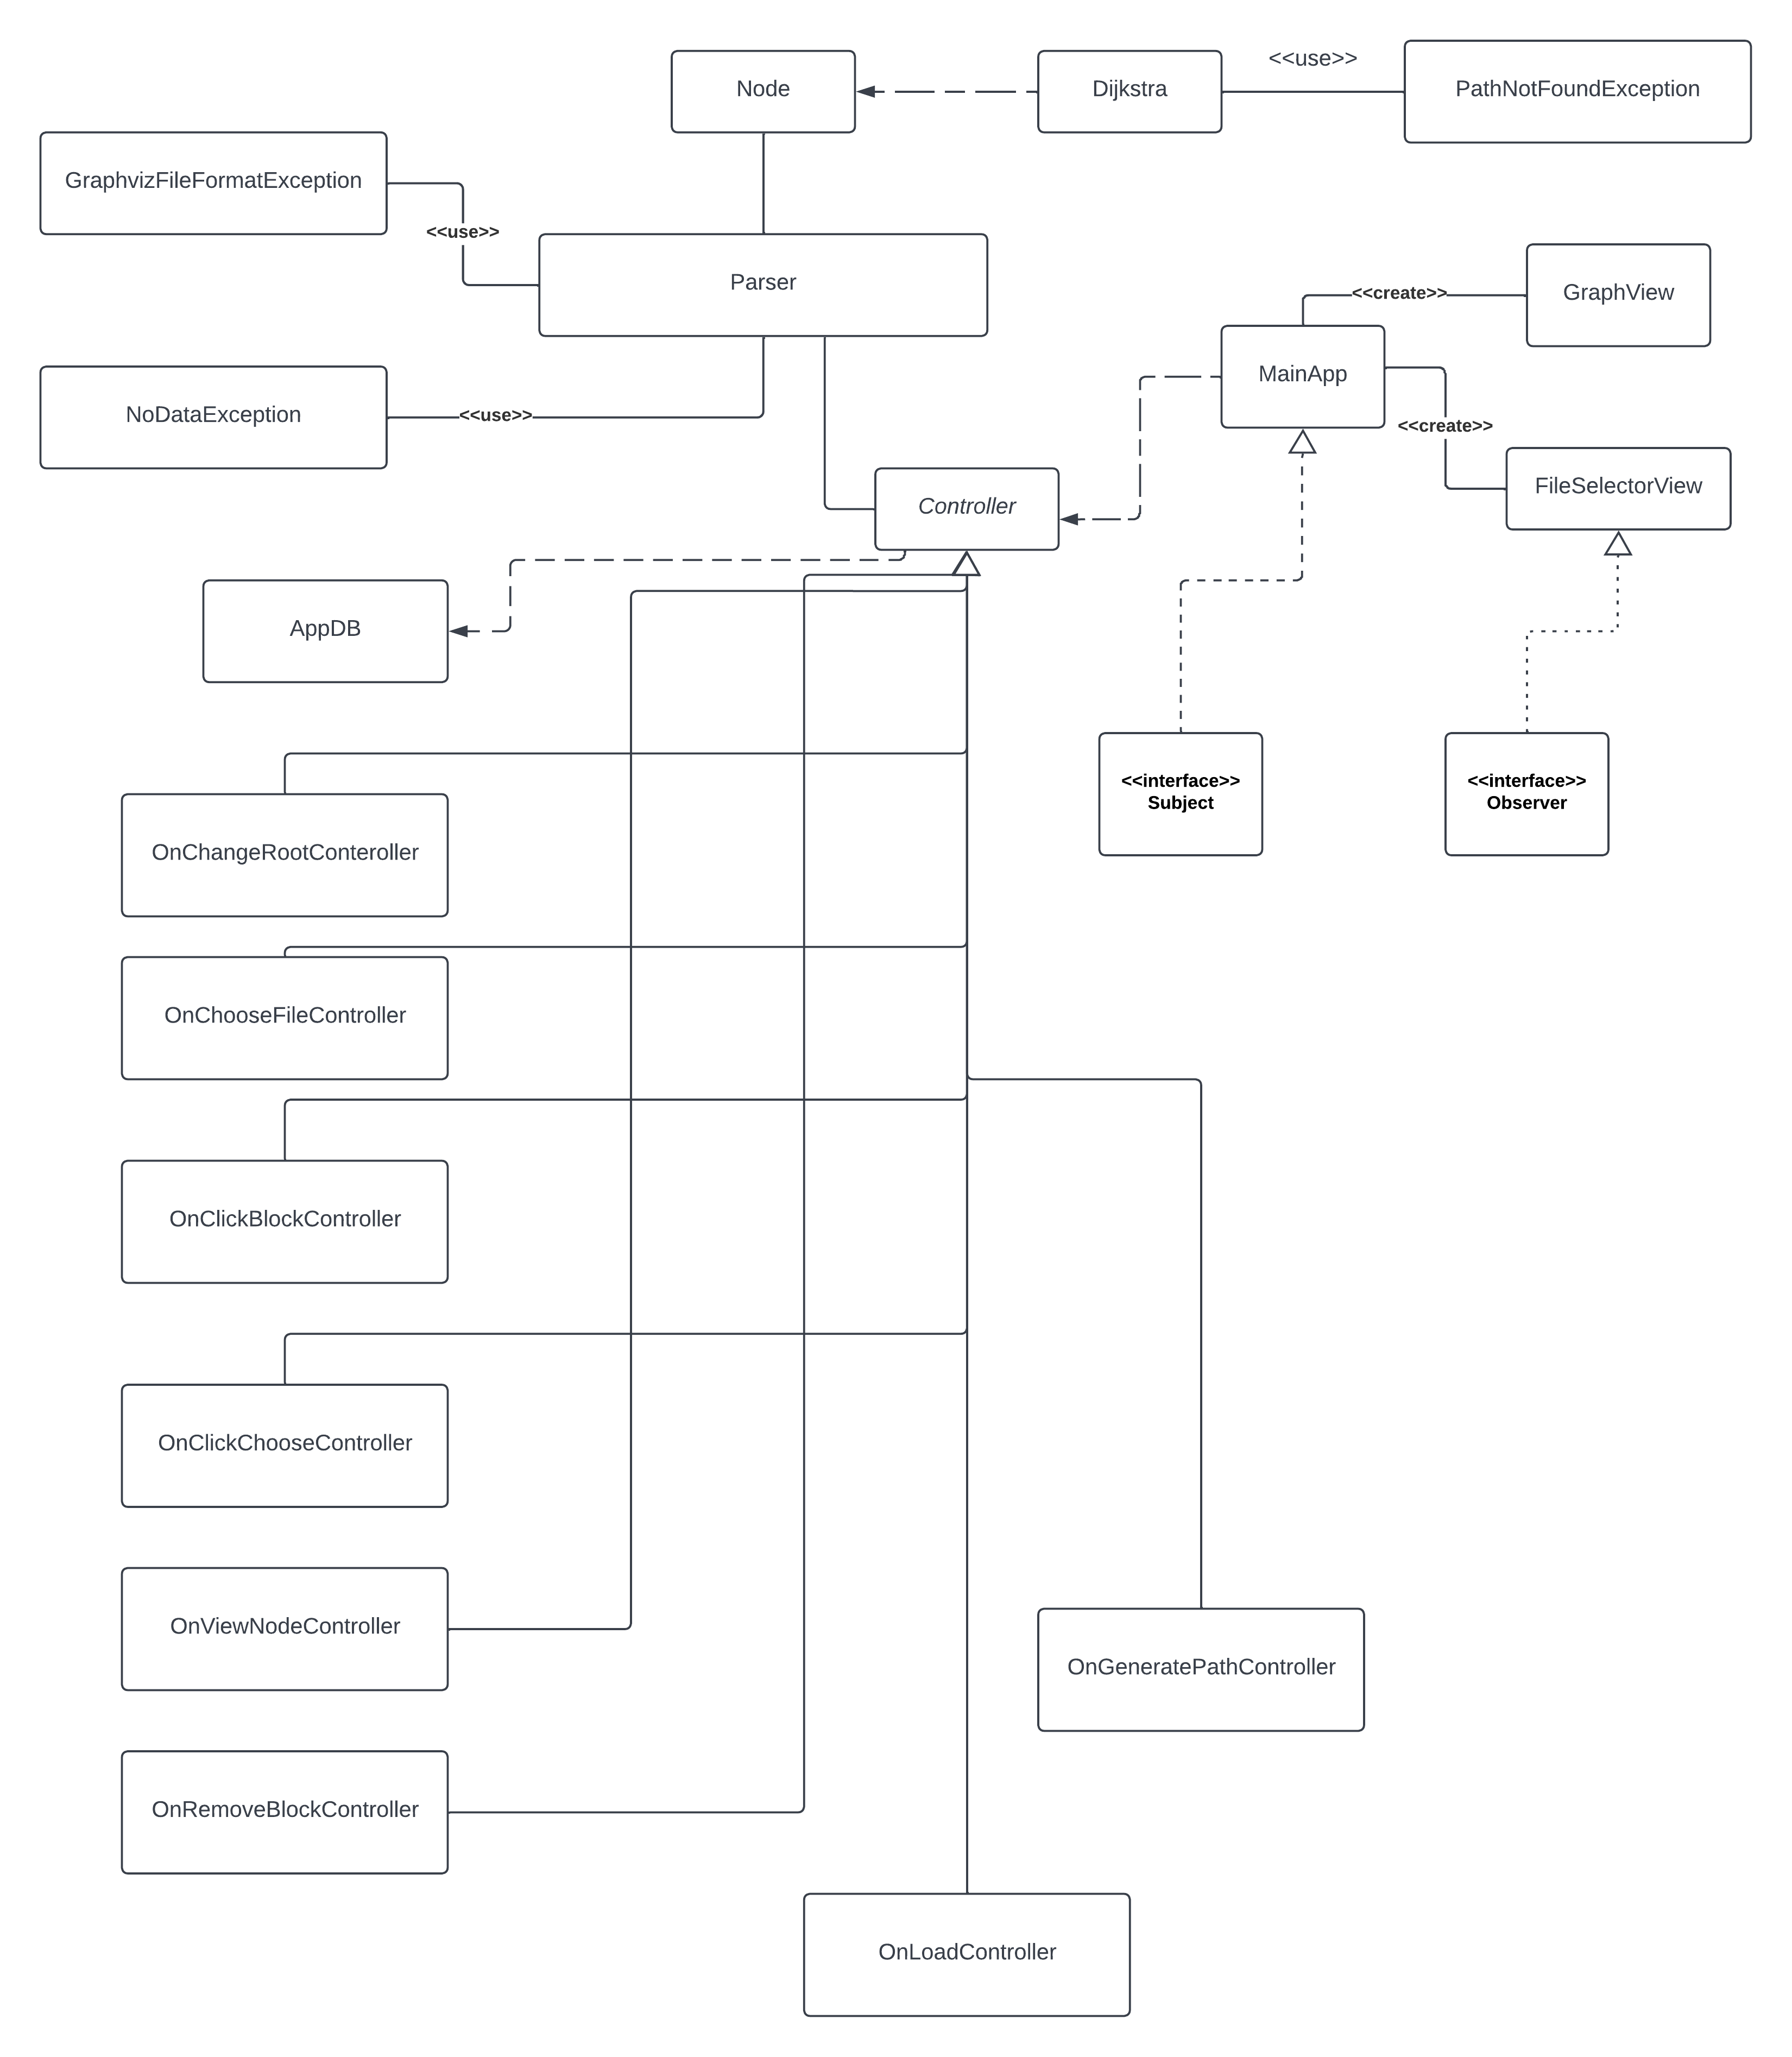 <<use>>
Node
Dijkstra
PathNotFoundException
GraphvizFileFormatException
<<use>>
Parser
<<create>>
GraphView
MainApp
NoDataException
<<use>>
<<create>>
FileSelectorView
Controller
AppDB
<<interface>>
Subject
<<interface>>
Observer
OnChangeRootConteroller
OnChooseFileController
OnClickBlockController
OnClickChooseController
OnViewNodeController
OnGeneratePathController
OnRemoveBlockController
OnLoadController